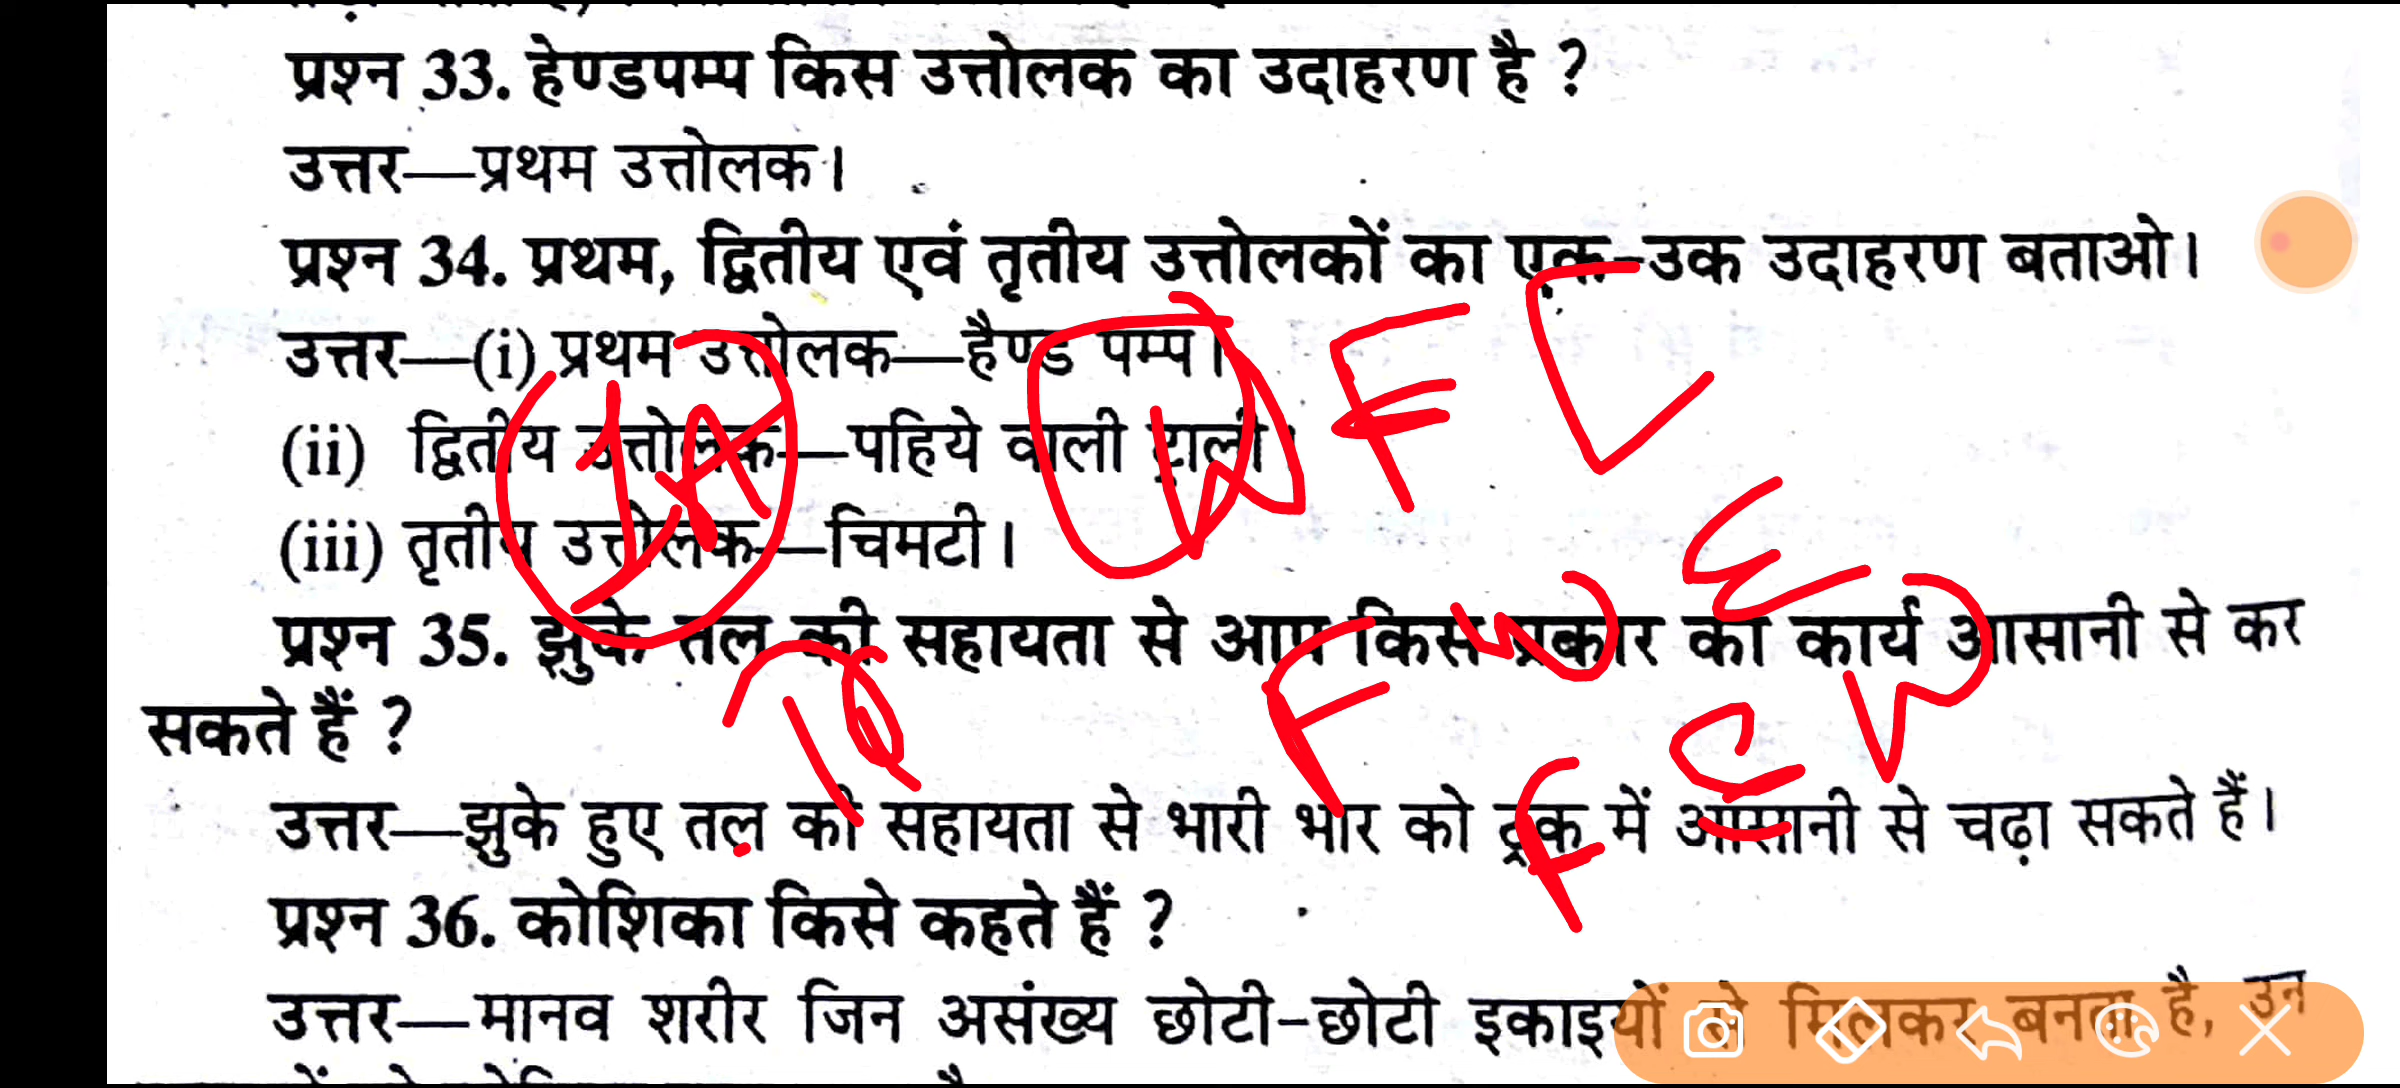 प्रश्न 33. हेण्डपम्प किस उत्तोलक का उदाहरण है ?
उत्तर—प्रथम उत्तोलक।
प्रश्न 34. प्रथम, द्वितीय एवं तृतीय उत्तोलकों का एक-उक उदाहरण बताओ।
उत्तर—(i) प्रथम उत्तोलक—हैण्ड पम्प।
(ii) द्वितीय उत्तोलक—पहिये वाली ट्राली।
(iii) तृतीय उत्तोलक—चिमटी।
प्रश्न 35. झुके तल की सहायता से आप किस प्रकार का कार्य आसानी से कर
सकते हैं ?
उत्तर—झुके हुए तल की सहायता से भारी भार को ट्रक में आसानी से चढ़ा सकते हैं।
प्रश्न 36. कोशिका किसे कहते हैं ?
उत्तर—मानव शरीर जिन असंख्य छोटी-छोटी इकाइयों से मिलकर बनता है, उन